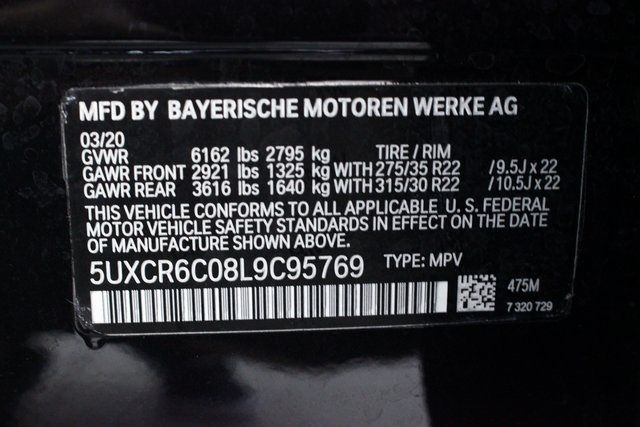 MFD BY BAYERISCHE MOTOREN WERKE AG
03/20
GVWR 6162 lbs 2795 kg TIRE / RIM
GAWR FRONT 2921 lbs 1325 kg WITH 275/35 R22 /9.5J x 22
GAWR REAR 3616 lbs 1640 kg WITH 315/30 R22 /10.5J x 22
THIS VEHICLE CONFORMS TO ALL APPLICABLE U. S. FEDERAL
MOTOR VEHICLE SAFETY STANDARDS IN EFFECT ON THE DATE
OF MANUFACTURE SHOWN ABOVE.
5UXCR6C08L9C95769 TYPE: MPV
475M
7 320 729